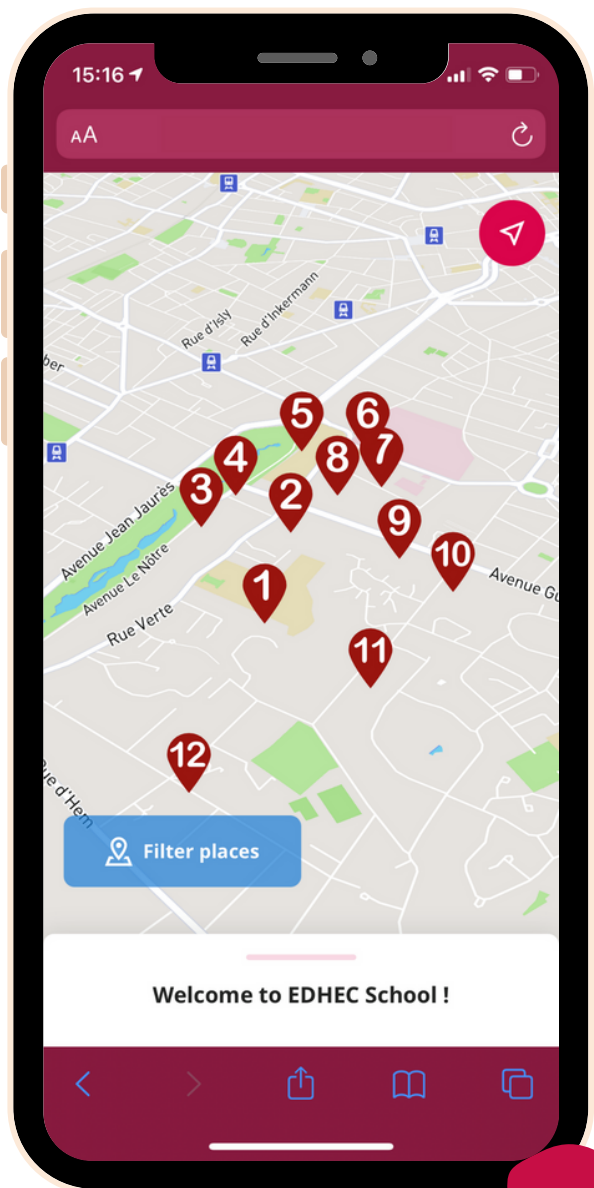 15:16
AA
Rue d'Isly
Rue d'Inkermann
ber
5
6
4
8
7
3
2
Avenue Jean Jaurès
9
10
Avenue Le Nôtre
Avenue Gu
1
Rue Verte
11
12
Rue d'Hem
Filter places
Welcome to EDHEC School !